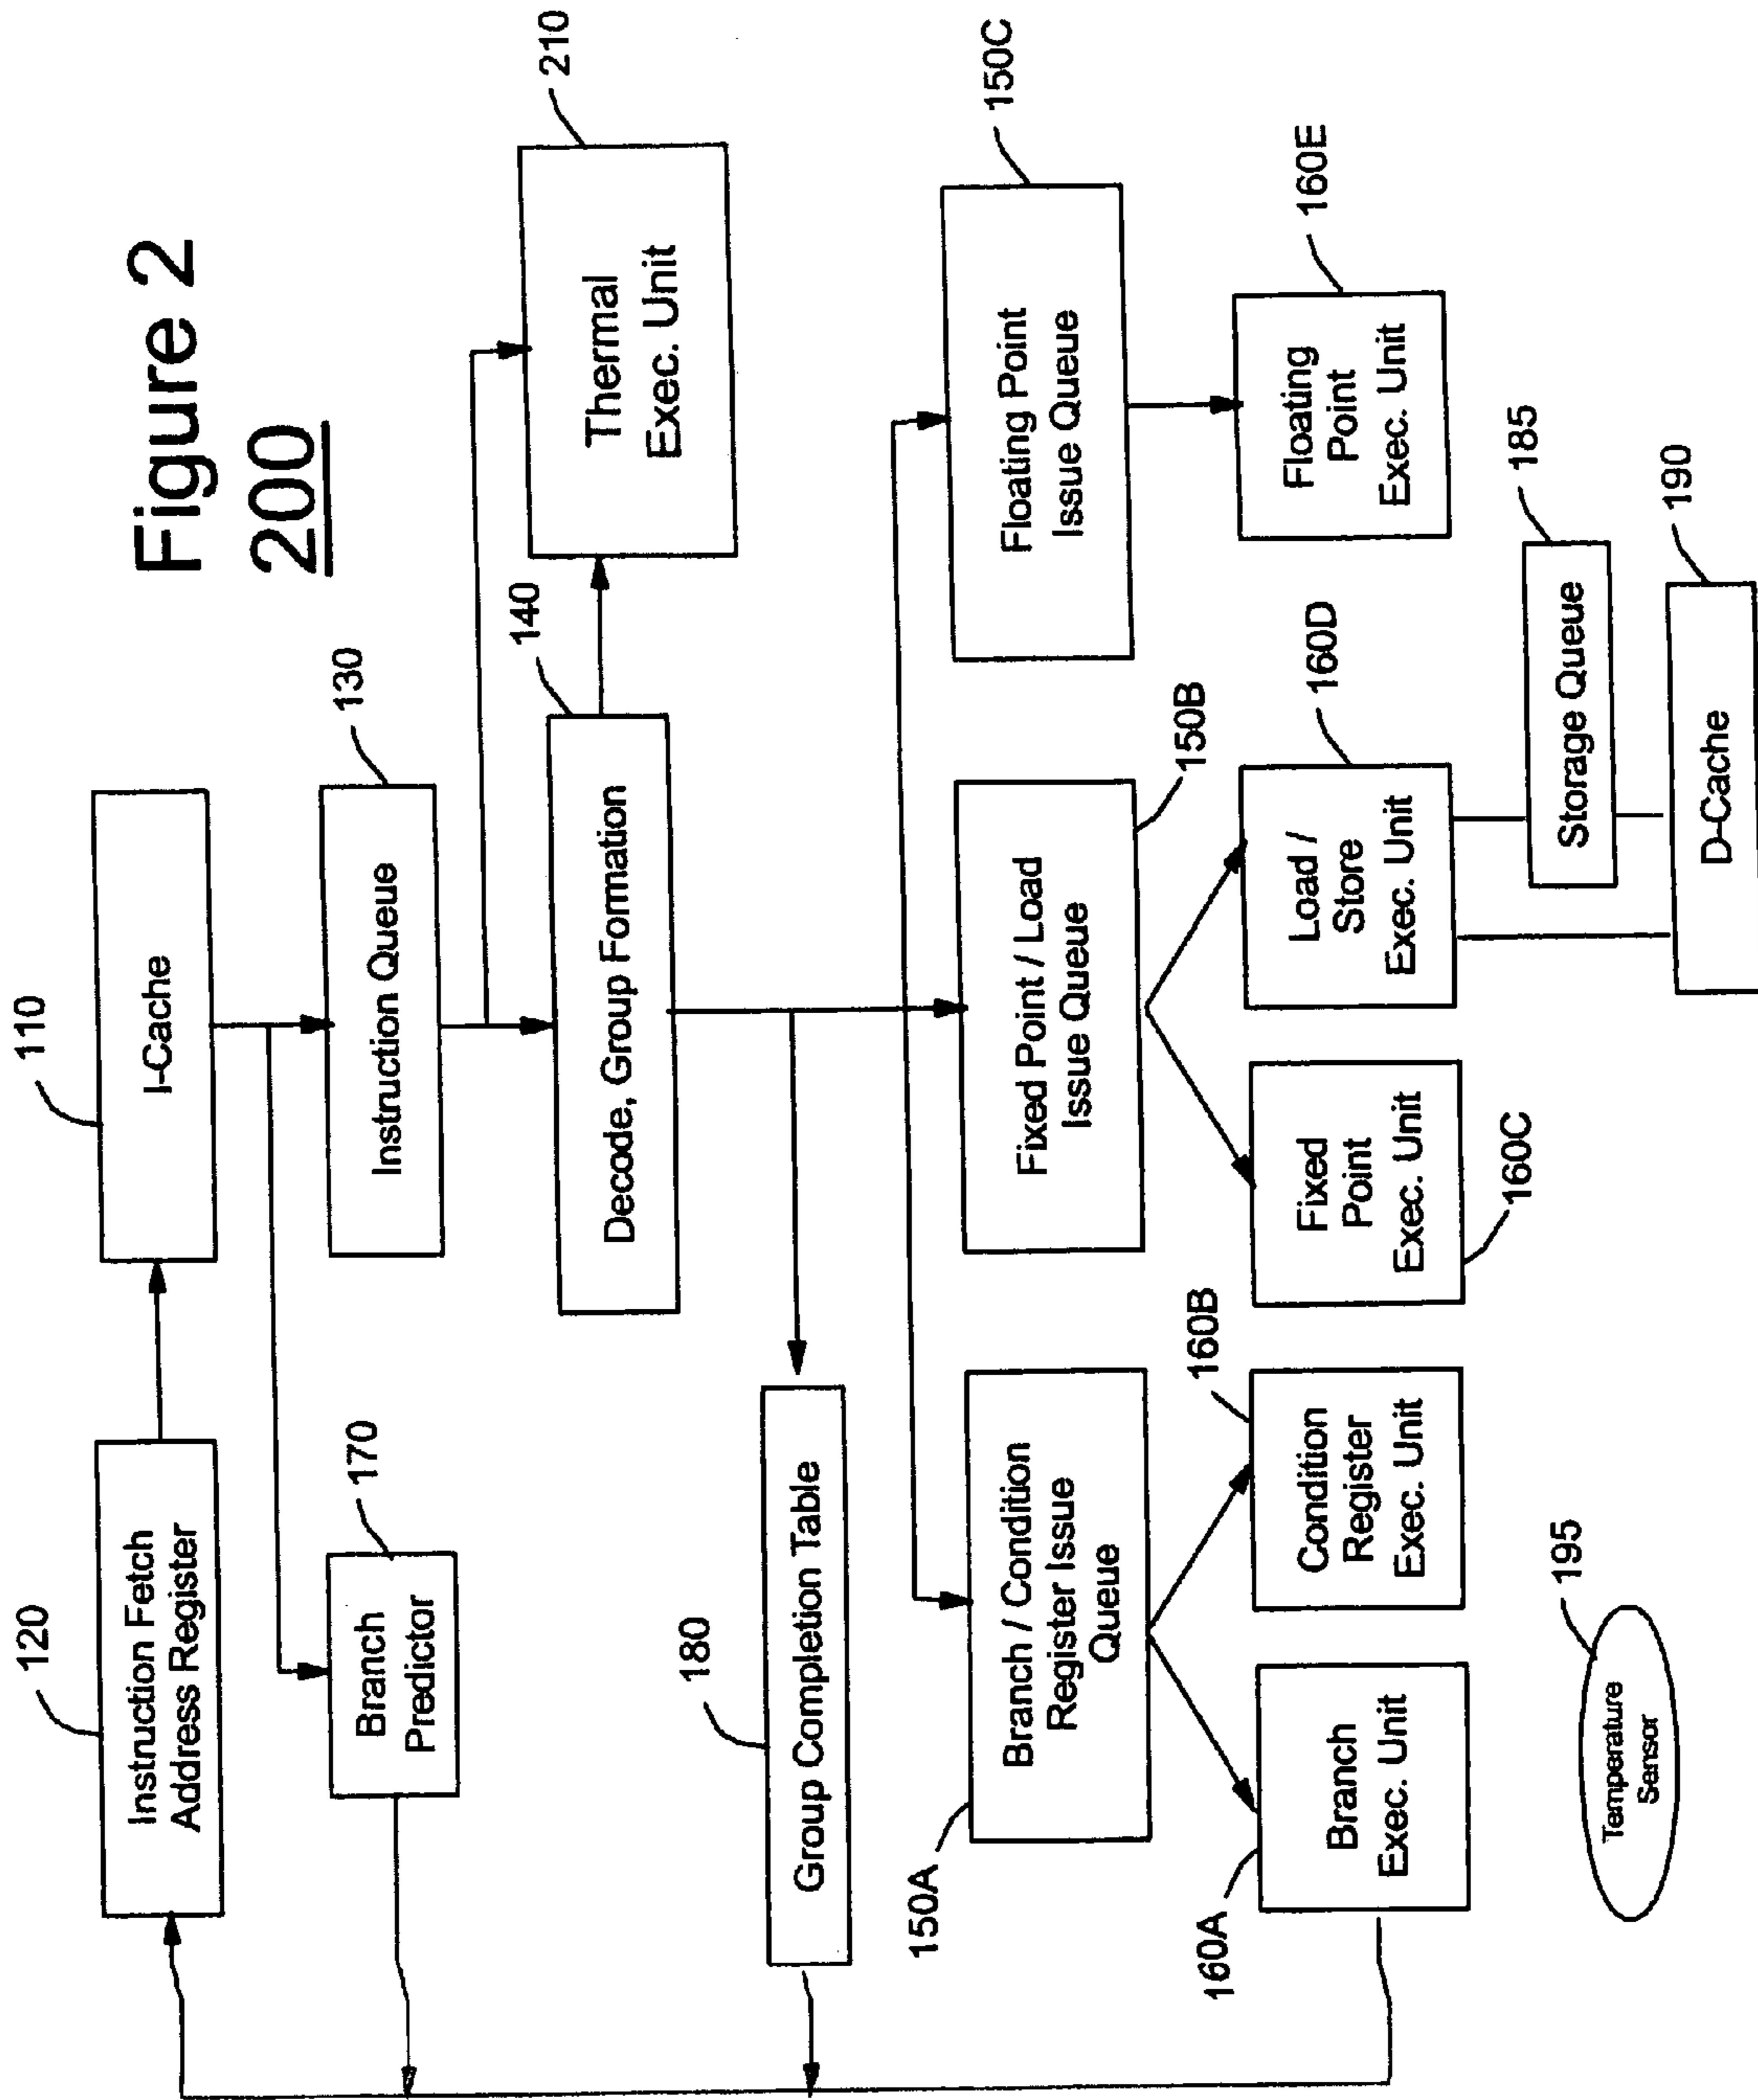 Figure 2
200
120
Instruction Fetch
Address Register
110
I-Cache
170
Branch
Predictor
130
Instruction Queue
140
Decode, Group Formation
210
Thermal
Exec. Unit
180
Group Completion Table
150A
Branch / Condition
Register Issue
Queue
Fixed Point / Load
Issue Queue
150B
Floating Point
Issue Queue
150C
160A
Branch
Exec. Unit
160B
Condition
Register
Exec. Unit
Fixed
Point
Exec. Unit
160C
Load /
Store
Exec. Unit
160D
Floating
Point
Exec. Unit
160E
Temperature
Sensor
195
Storage Queue
185
D-Cache
190